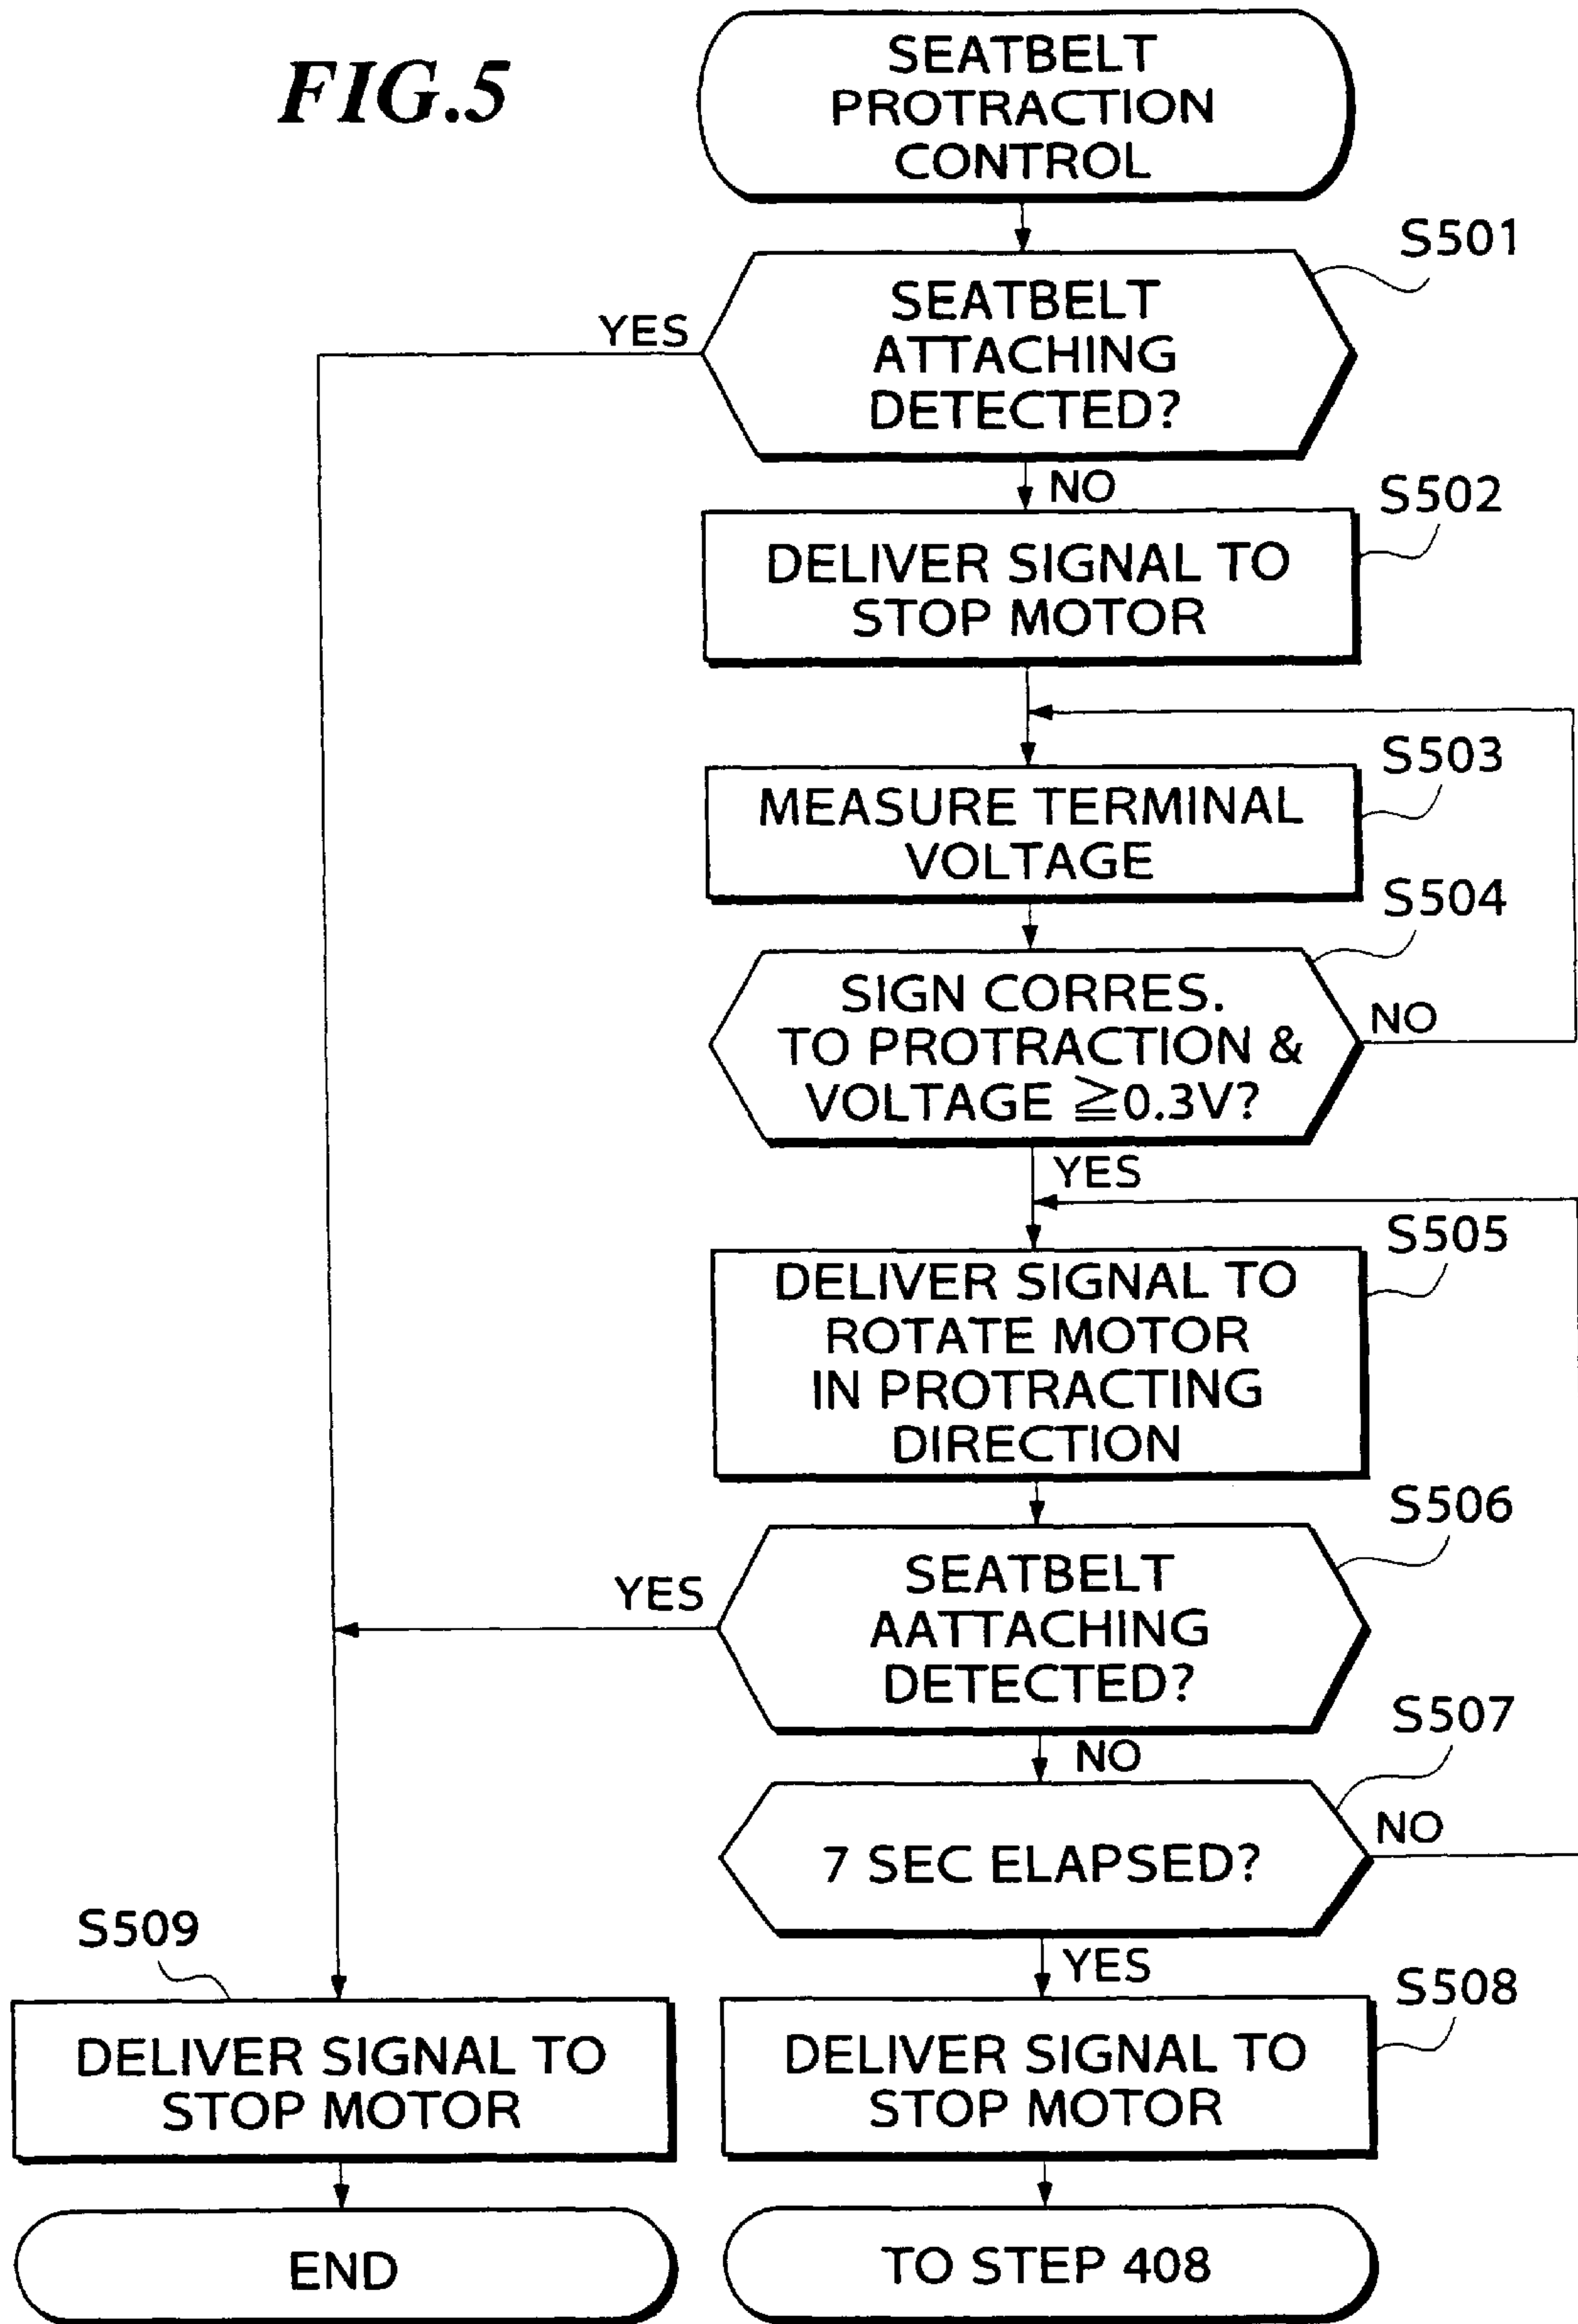 FIG.5
SEATBELT
PROTRACTION
CONTROL
S501
SEATBELT
ATTACHING
DETECTED?
YES
NO
S502
DELIVER SIGNAL TO
STOP MOTOR
S503
MEASURE TERMINAL
VOLTAGE
S504
SIGN CORRES.
TO PROTRACTION &
VOLTAGE ≧0.3V?
NO
YES
S505
DELIVER SIGNAL TO
ROTATE MOTOR
IN PROTRACTING
DIRECTION
S506
SEATBELT
AATTACHING
DETECTED?
YES
NO
S507
7 SEC ELAPSED?
NO
YES
S509
DELIVER SIGNAL TO
STOP MOTOR
S508
DELIVER SIGNAL TO
STOP MOTOR
END
TO STEP 408